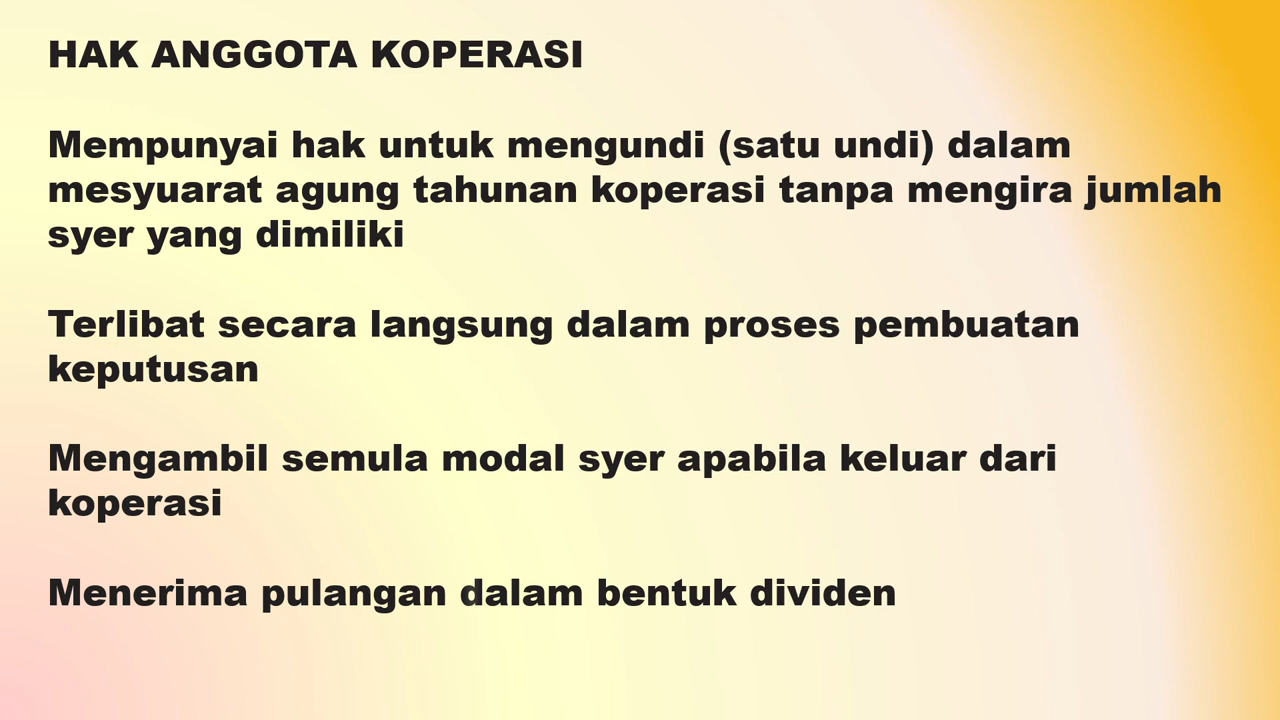 HAK ANGGOTA KOPERASI
Mempunyai hak untuk mengundi (satu undi) dalam
mesyuarat agung tahunan koperasi tanpa mengira jumlah
syer yang dimiliki
Terlibat secara langsung dalam proses pembuatan
keputusan
Mengambil semula modal syer apabila keluar dari
koperasi
Menerima pulangan dalam bentuk dividen